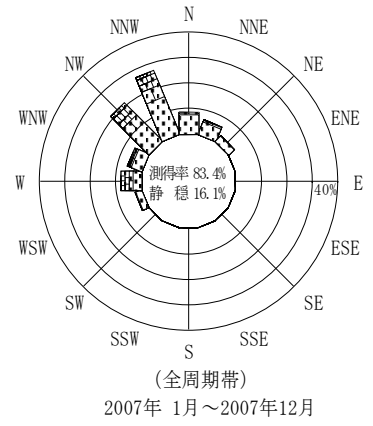 N
NNW NNE
NW NE
WNW ENE
測得率 83.4%
W 静 穏 16.1% 40% E
WSW ESE
SW SE
SSW SSE
S
(全周期帯)
2007年 1月～2007年12月